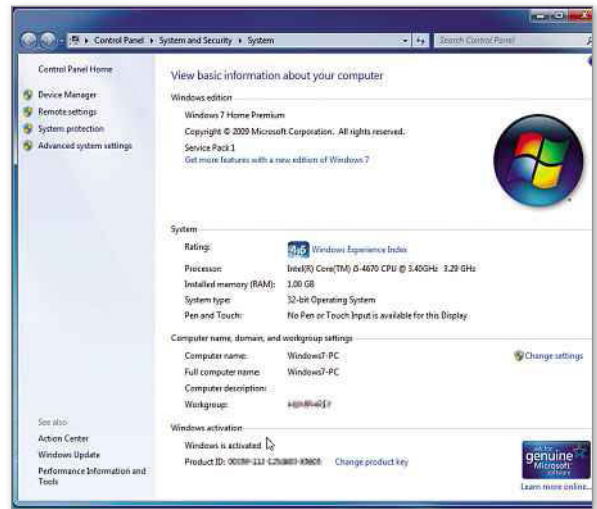 Control Panel ▸ System and Security ▸ System
Search Control Panel
Control Panel Home
Device Manager
Remote settings
System protection
Advanced system settings
See also
Action Center
Windows Update
Performance Information and
Tools
View basic information about your computer
Windows edition
Windows 7 Home Premium
Copyright © 2009 Microsoft Corporation. All rights reserved.
Service Pack 1
Get more features with a new edition of Windows 7
System
Rating: 4,6 Windows Experience Index
Processor: Intel(R) Core(TM) i5-4670 CPU @ 3.40GHz 3.29 GHz
Installed memory (RAM): 1.00 GB
System type: 32-bit Operating System
Pen and Touch: No Pen or Touch Input is available for this Display
Computer name, domain, and workgroup settings
Computer name: Windows7-PC
Change settings
Full computer name: Windows7-PC
Computer description:
Workgroup:
Windows activation
Windows is activated
Product ID: Change product key
ask for
genuine
Microsoft
software
Learn more online...